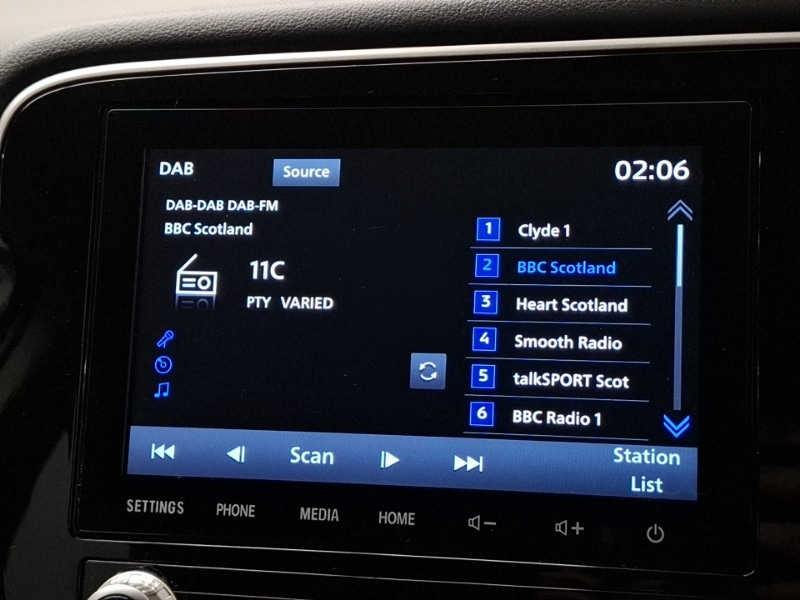 DAB
Source
02:06
DAB-DAB DAB-FM
BBC Scotland
11C
PTY VARIED
1 Clyde 1
2 BBC Scotland
3 Heart Scotland
4 Smooth Radio
5 talkSPORT Scot
6 BBC Radio 1
Scan
Station
List
SETTINGS PHONE MEDIA HOME